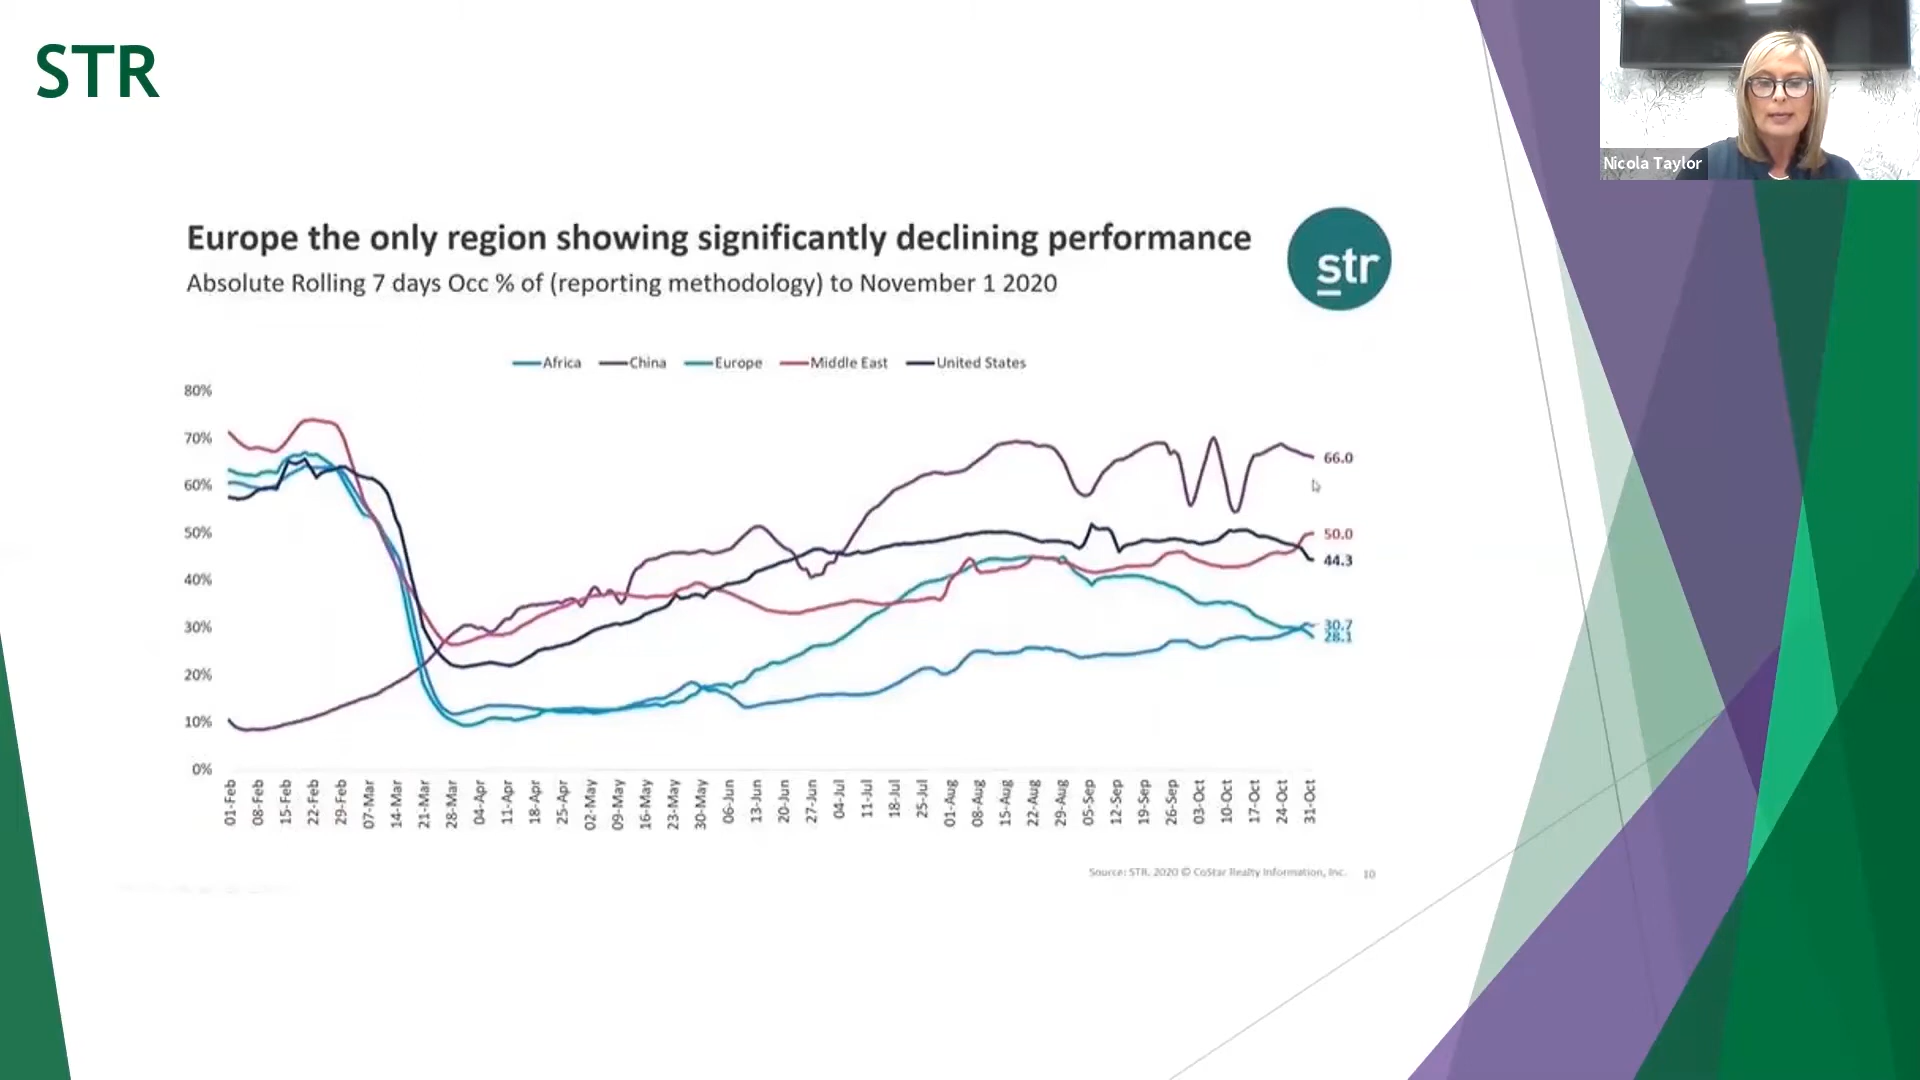 STR
Nicola Taylor
Europe the only region showing significantly declining performance
Absolute Rolling 7 days Occ % of (reporting methodology) to November 1 2020
str
Africa China Europe Middle East United States
80%
70%
60%
50%
40%
30%
20%
10%
0%
66.0
50.0
44.3
30.7
28.1
01-Feb 08-Feb 15-Feb 22-Feb 29-Feb 07-Mar 14-Mar 21-Mar 28-Mar 04-Apr 11-Apr 18-Apr 25-Apr 02-May 09-May 16-May 23-May 30-May 06-Jun 13-Jun 20-Jun 27-Jun 04-Jul 11-Jul 18-Jul 25-Jul 01-Aug 08-Aug 15-Aug 22-Aug 29-Aug 05-Sep 12-Sep 19-Sep 26-Sep 03-Oct 10-Oct 17-Oct 24-Oct 31-Oct
Source: STR. 2020 © CoStar Realty Information, Inc. 10